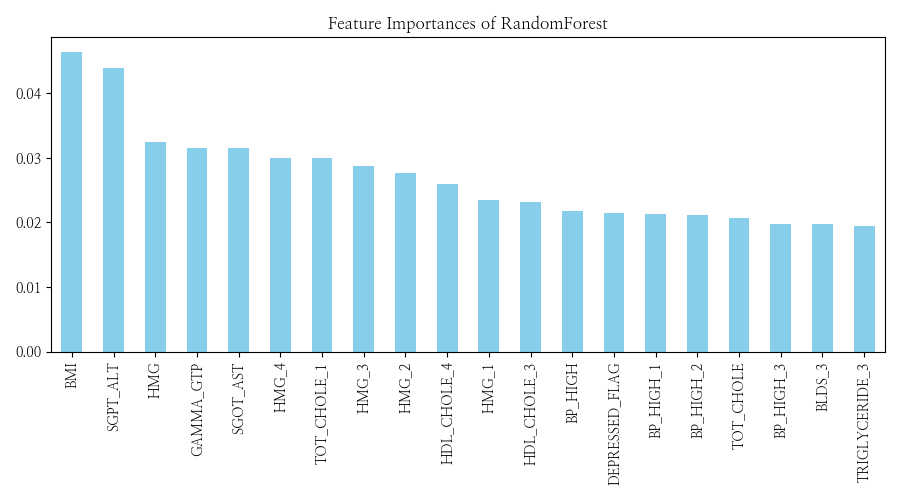 Feature Importances of RandomForest
0.04
0.03
0.02
0.01
0.00
BMI
SGPT_ALT
HMG
GAMMA_GTP
SGOT_AST
HMG_4
TOT_CHOLE_1
HMG_3
HMG_2
HDL_CHOLE_4
HMG_1
HDL_CHOLE_3
BP_HIGH
DEPRESSED_FLAG
BP_HIGH_1
BP_HIGH_2
TOT_CHOLE
BP_HIGH_3
BLDS_3
TRIGLYCERIDE_3